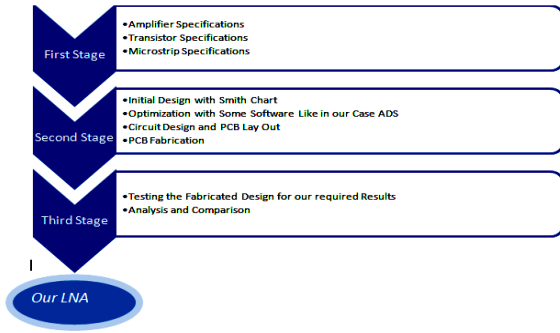 First Stage
•Amplifier Specifications
•Transistor Specifications
•Microstrip Specifications
Second Stage
•Initial Design with Smith Chart
•Optimization with Some Software Like in our Case ADS
•Circuit Design and PCB Lay Out
•PCB Fabrication
Third Stage
•Testing the Fabricated Design for our required Results
•Analysis and Comparison
Our LNA